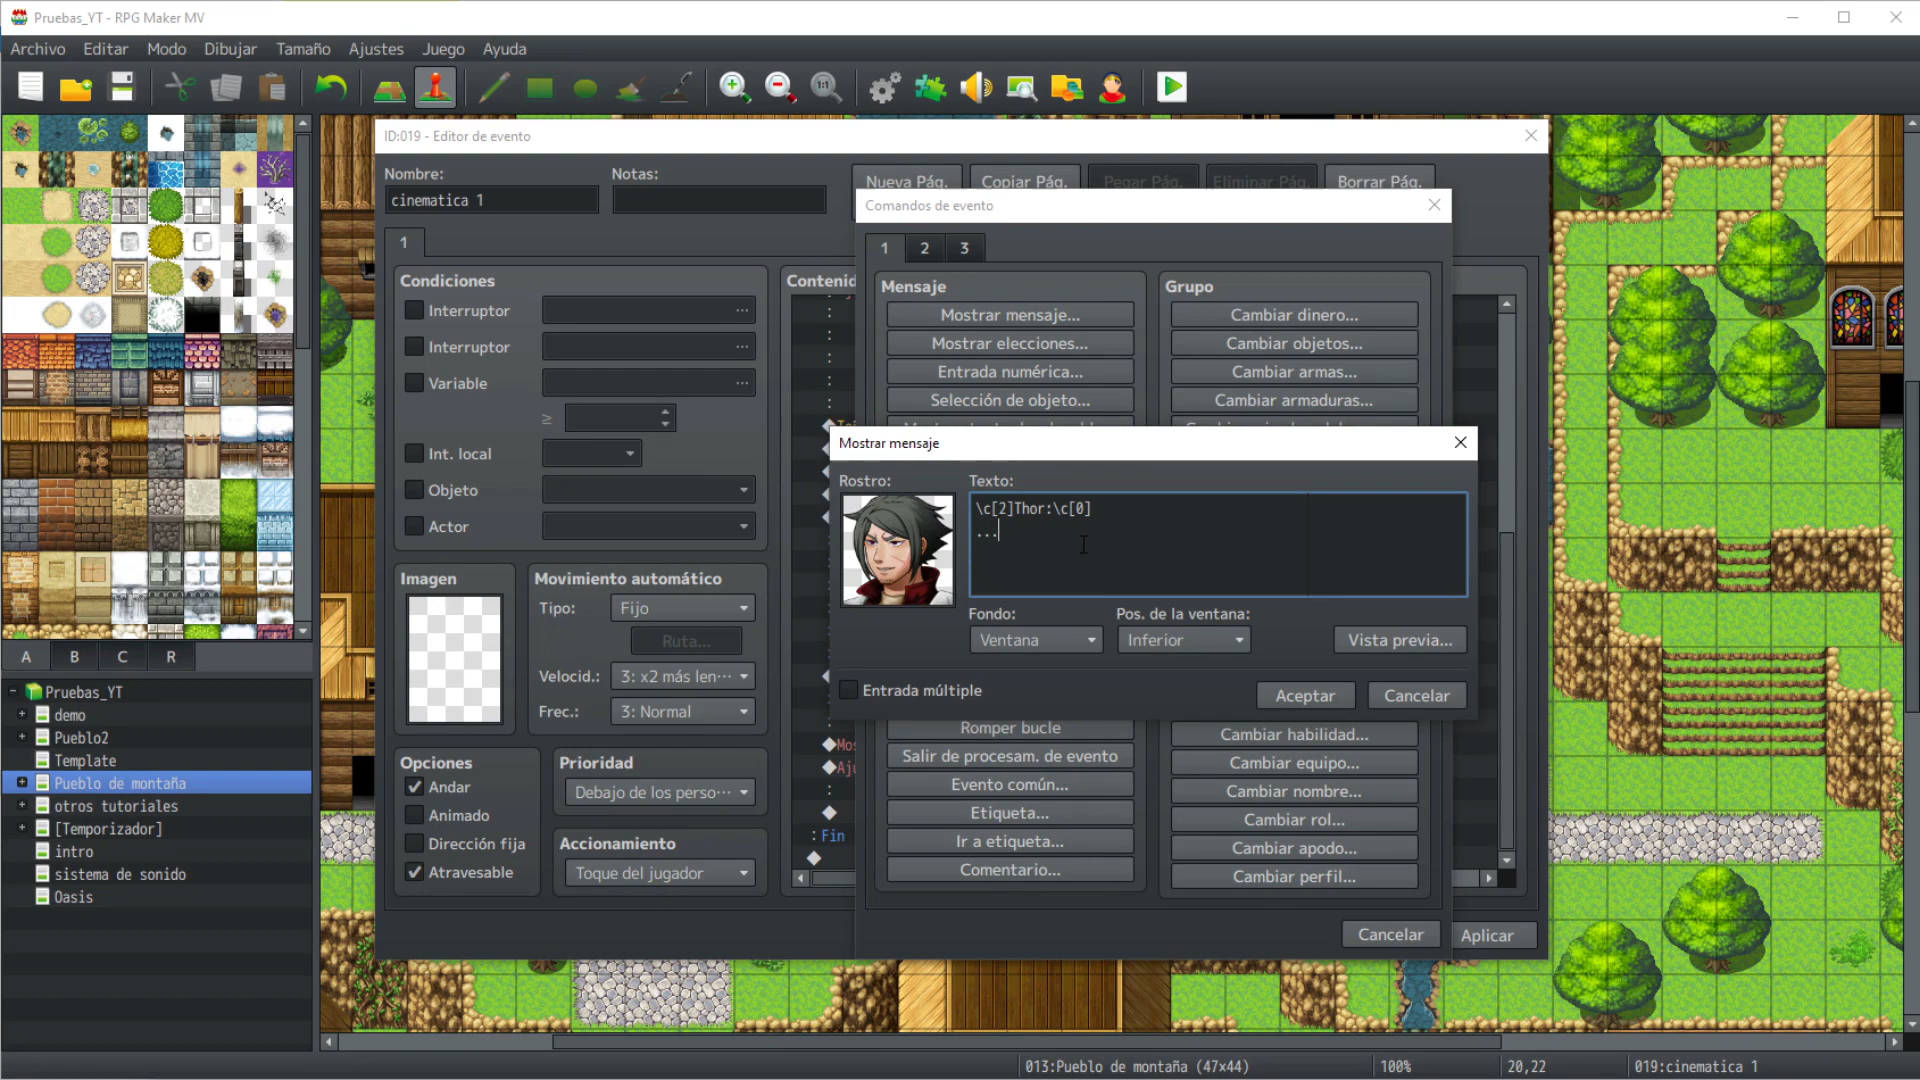 Pruebas_YT - RPG Maker MV
Archivo Editar Modo Dibujar Tamaño Ajustes Juego Ayuda
1:1
ID:019 - Editor de evento
Nombre:
cinematica 1
Notas:
Nueva Pág. Copiar Pág. Pegar Pág. Eliminar Pág. Borrar Pág.
1
Condiciones
Interruptor ...
Interruptor ...
Variable ...
≥
Int. local
Objeto
Actor
Imagen
Movimiento automático
Tipo: Fijo
Ruta...
Velocid.: 3: x2 más len...
Frec.: 3: Normal
Opciones
Andar
Animado
Dirección fija
Atravesable
Prioridad
Debajo de los perso...
Accionamiento
Toque del jugador
Contenid
:
:
:
:
:
:
◆
◆Mos
◆Aju
:
◆
: Fin
◆
Comandos de evento
1 2 3
Mensaje
Mostrar mensaje...
Mostrar elecciones...
Entrada numérica...
Selección de objeto...
Romper bucle
Salir de procesam. de evento
Evento común...
Etiqueta...
Ir a etiqueta...
Comentario...
Grupo
Cambiar dinero...
Cambiar objetos...
Cambiar armas...
Cambiar armaduras...
Cambiar habilidad...
Cambiar equipo...
Cambiar nombre...
Cambiar rol...
Cambiar apodo...
Cambiar perfil...
Cancelar
Aplicar
Mostrar mensaje
Rostro:
Texto:
\c[2]Thor:\c[0]
...
Fondo:
Ventana
Pos. de la ventana:
Inferior
Vista previa...
Entrada múltiple
Aceptar
Cancelar
A B C R
Pruebas_YT
demo
Pueblo2
Template
Pueblo de montaña
otros tutoriales
[Temporizador]
intro
sistema de sonido
Oasis
013:Pueblo de montaña (47x44) 100% 20,22 019:cinematica 1